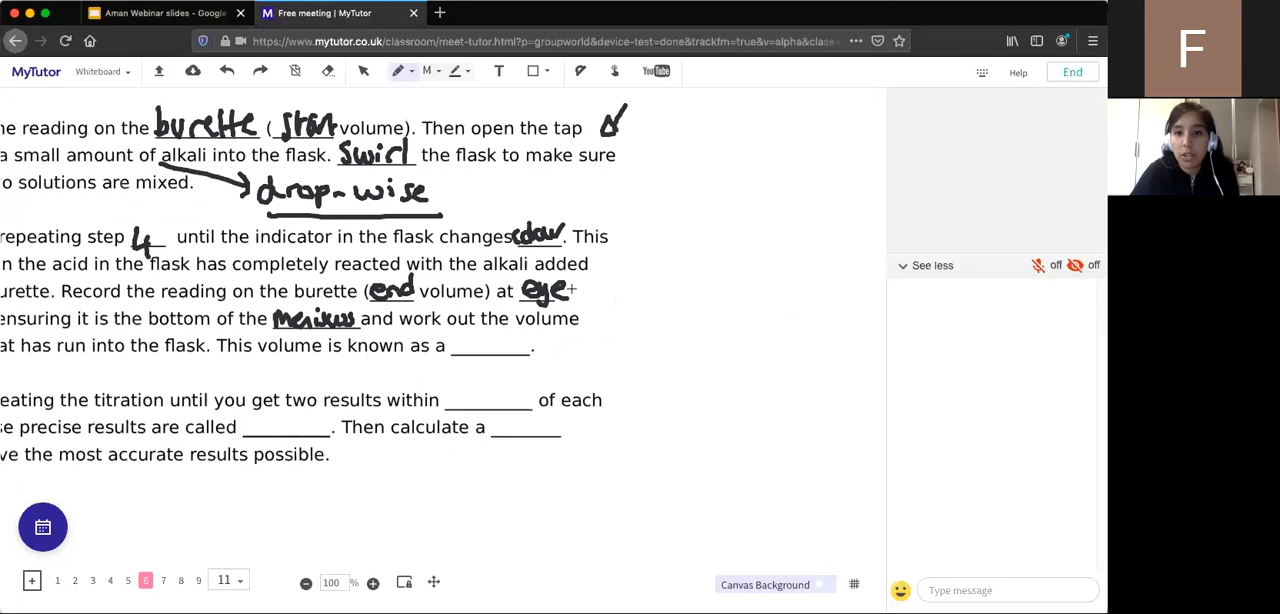 Aman Webinar slides - Google
Free meeting | MyTutor
https://www.mytutor.co.uk/classroom/meet-tutor.html?p=groupworld&device-test=done&trackfm=true&v=alpha&class=
MyTutor Whiteboard T M YouTube Help End
F
ne reading on the burette (start volume). Then open the tap
a small amount of alkali into the flask. swirl the flask to make sure
o solutions are mixed. drop-wise
repeating step 4 until the indicator in the flask changes colour. This
n the acid in the flask has completely reacted with the alkali added
urette. Record the reading on the burette (end volume) at eye
ensuring it is the bottom of the meniscus and work out the volume
at has run into the flask. This volume is known as a ________.
eating the titration until you get two results within _________ of each
se precise results are called _________. Then calculate a _______
ve the most accurate results possible.
See less off off
+ 1 2 3 4 5 6 7 8 9 11 100 % Canvas Background Type message